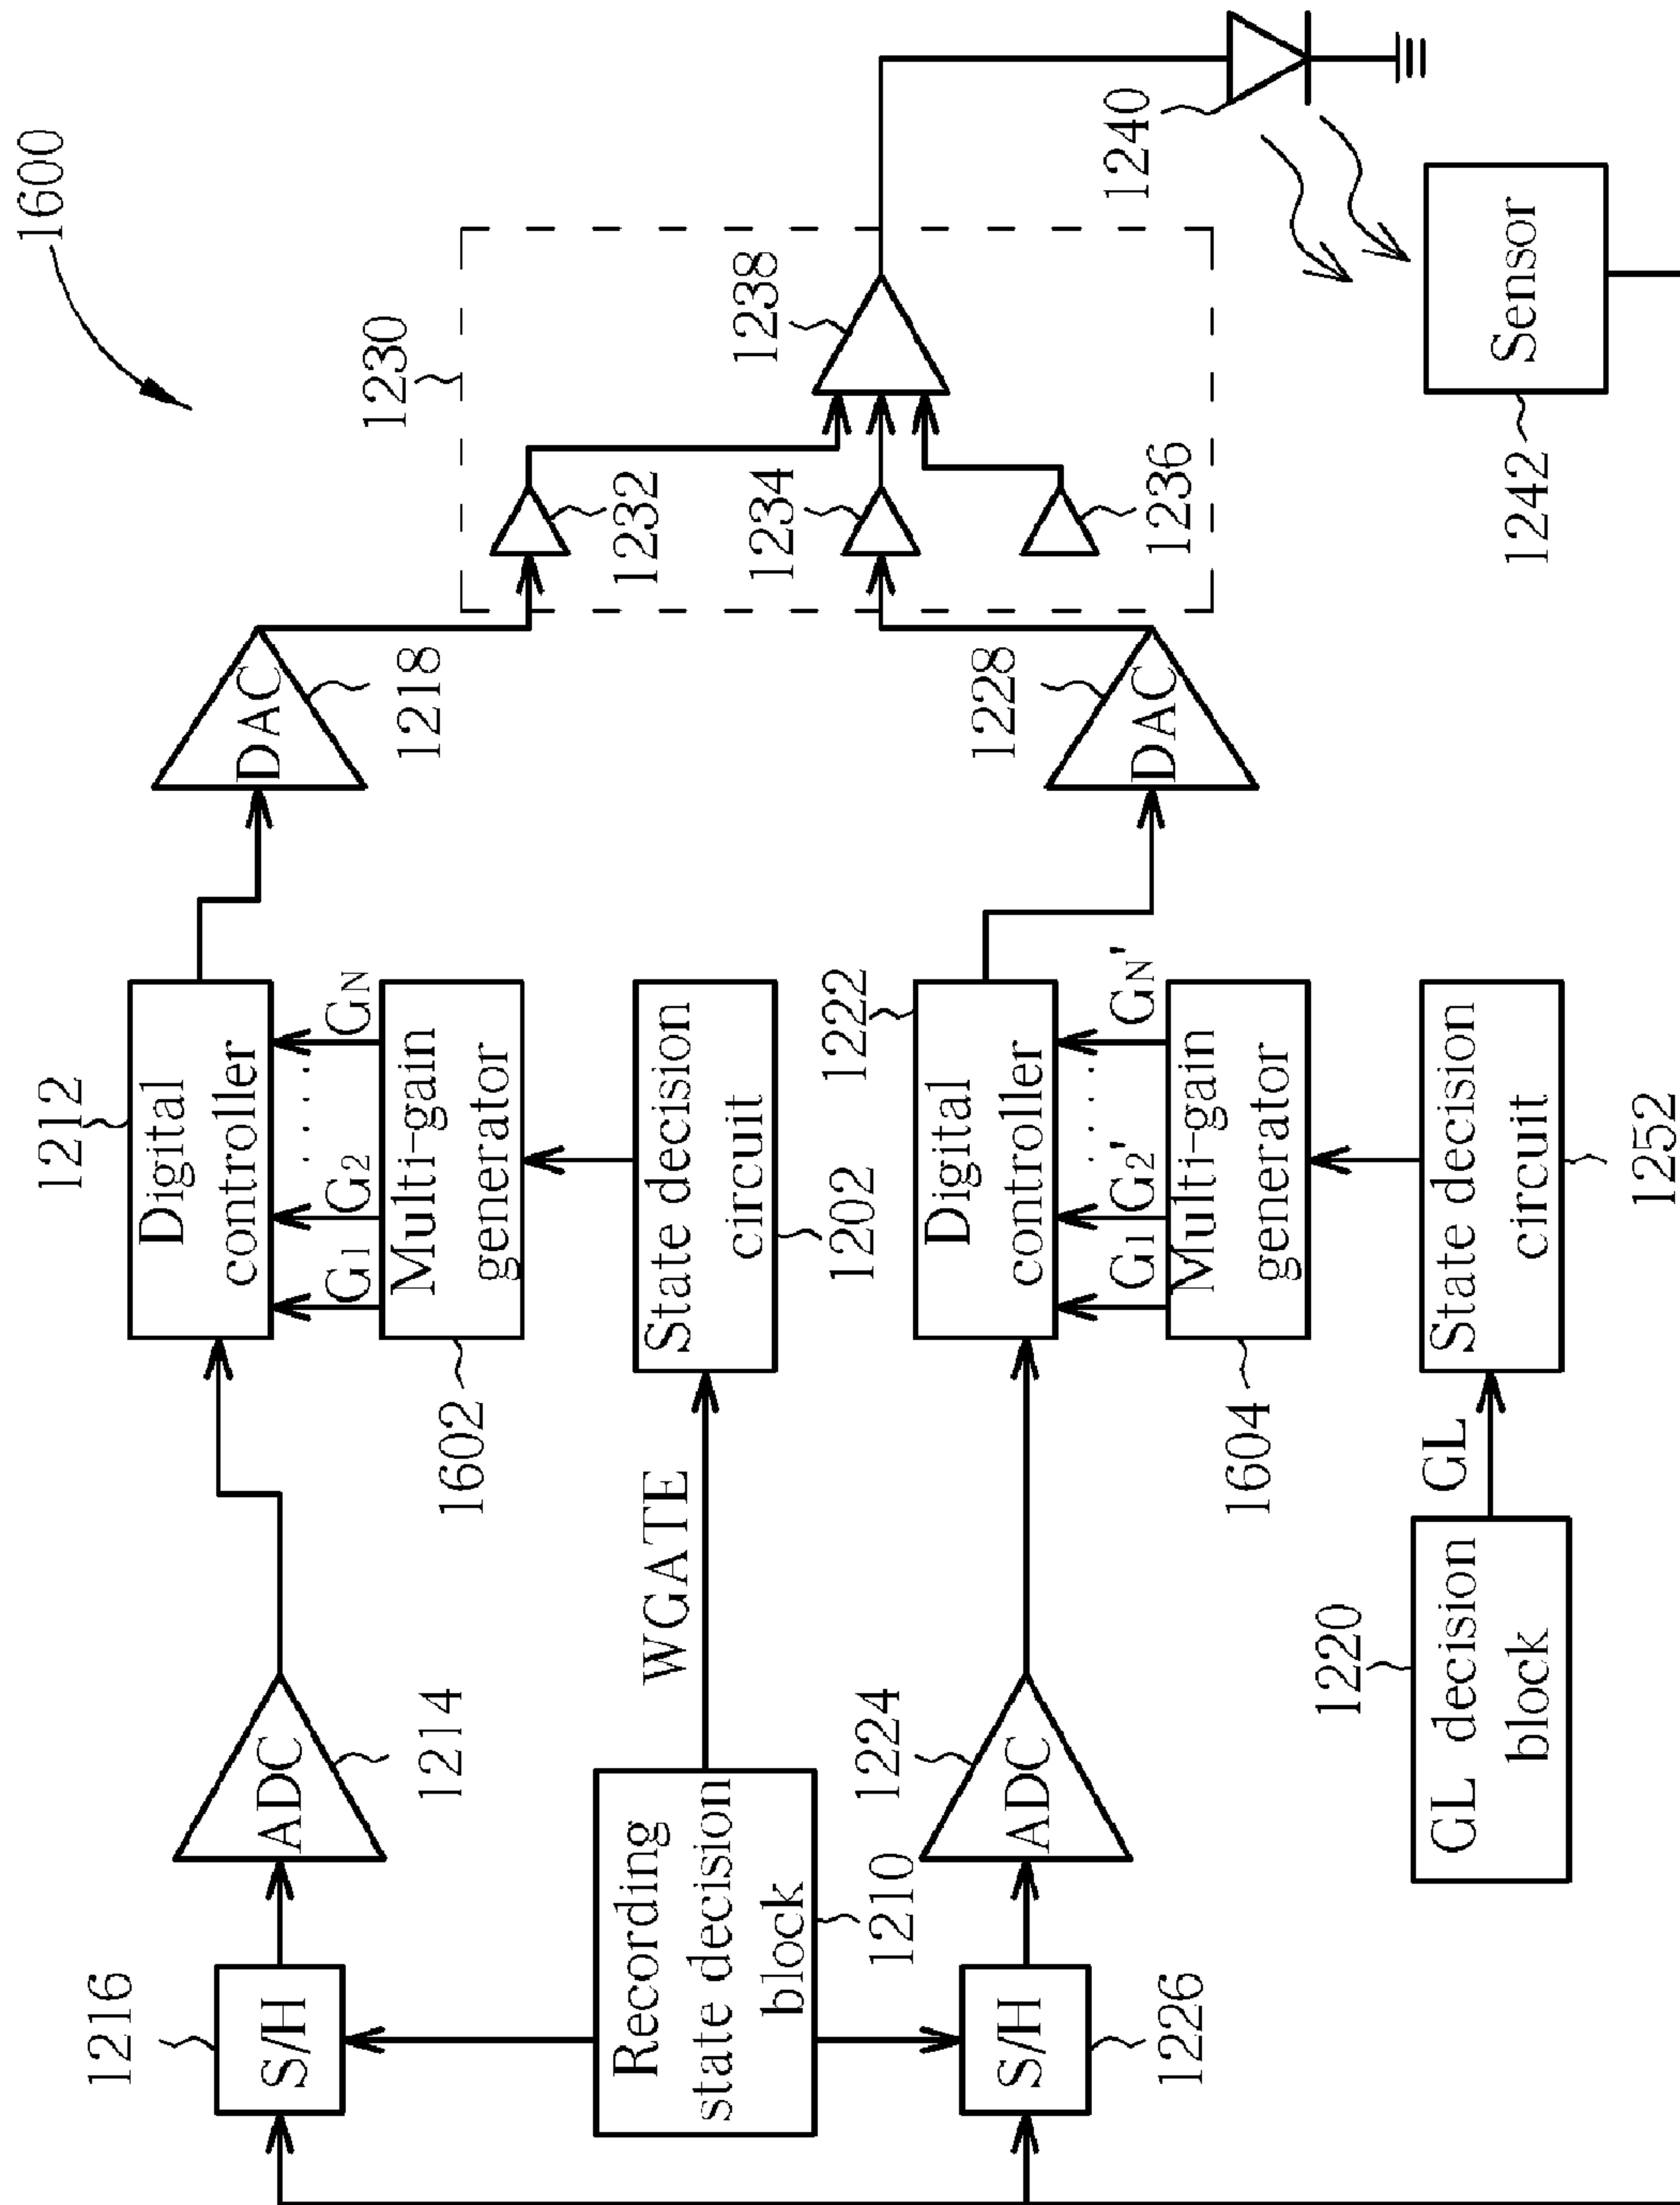 1600
1216
S/H
ADC
1214
1212
Digital
controller
G1
G2
.....
GN
Multi-gain
generator
1602
DAC
1218
1230
1232
1234
1236
1238
1240
Recording
state decision
block
1210
WGATE
State decision
circuit
1202
1226
S/H
ADC
1224
1222
Digital
controller
G1'
G2'
.....
GN'
Multi-gain
generator
1604
DAC
1228
1220
GL decision
block
GL
State decision
circuit
1252
Sensor
1242